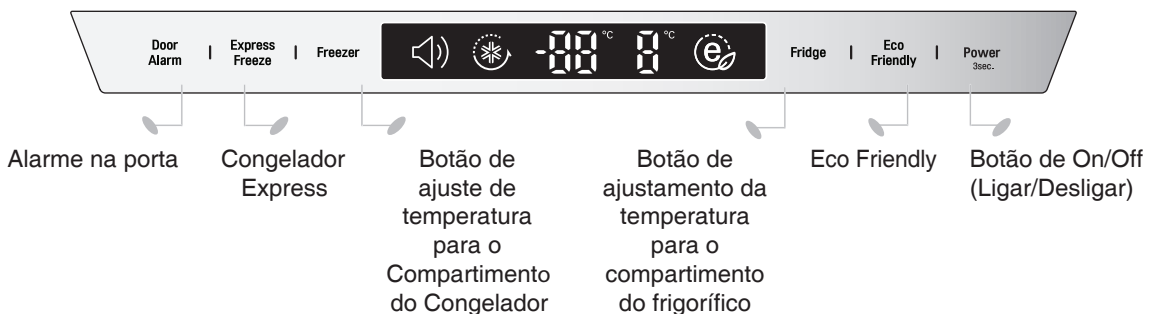 Door
Alarm
Express
Freeze
Freezer
-88 °C
8 °C
e
Fridge
Eco
Friendly
Power
3sec.
Alarme na porta
Congelador
Express
Botão de
ajuste de
temperatura
para o
Compartimento
do Congelador
Botão de
ajustamento da
temperatura
para o
compartimento
do frigorífico
Eco Friendly
Botão de On/Off
(Ligar/Desligar)